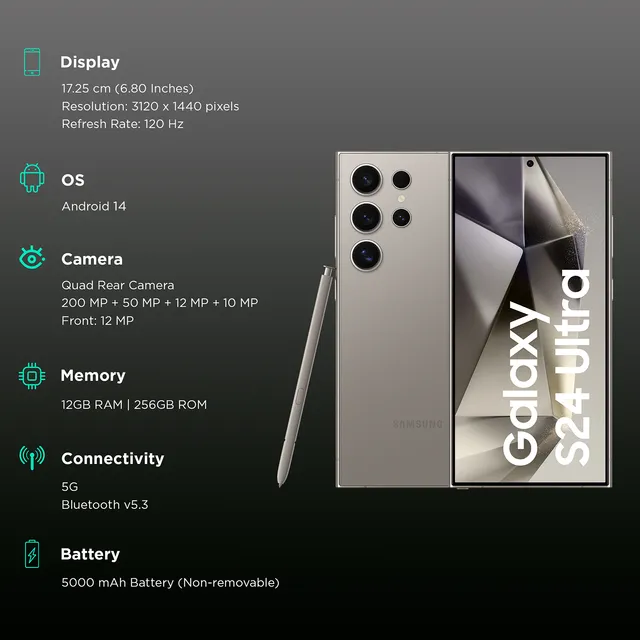 Display
17.25 cm (6.80 Inches)
Resolution: 3120 x 1440 pixels
Refresh Rate: 120 Hz
OS
Android 14
Camera
Quad Rear Camera
200 MP + 50 MP + 12 MP + 10 MP
Front: 12 MP
Memory
12GB RAM | 256GB ROM
Connectivity
5G
Bluetooth v5.3
Battery
5000 mAh Battery (Non-removable)
SAMSUNG
Galaxy
S24 Ultra